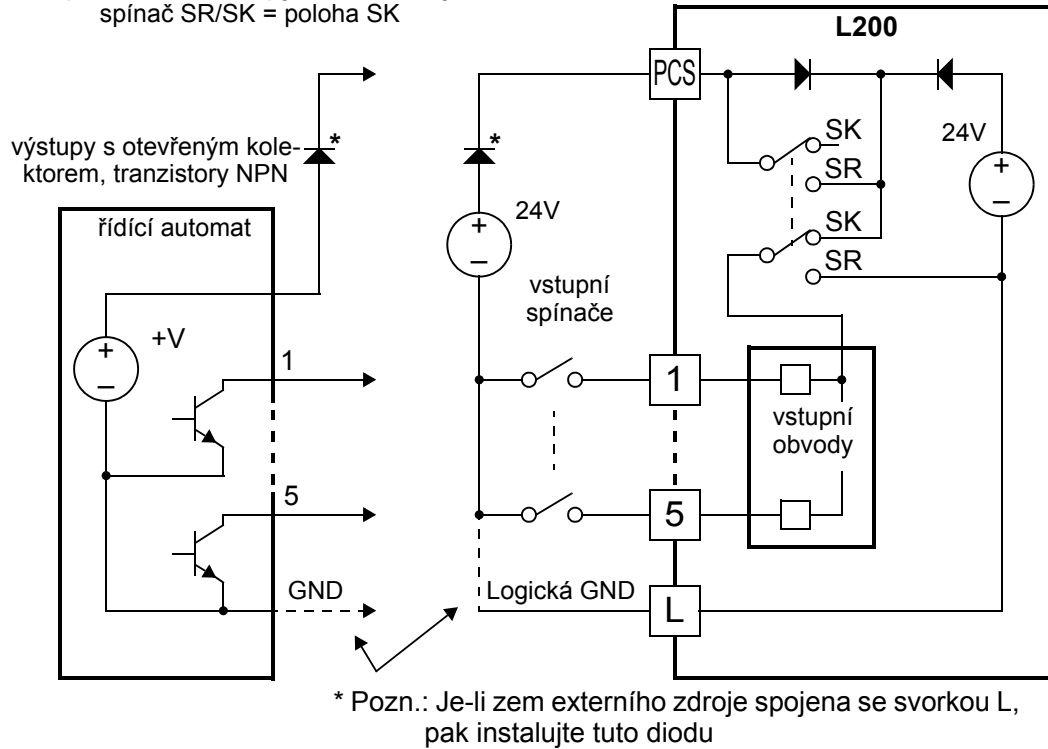 spínač SR/SK = poloha SK
L200
PCS
SK
SR
24V
+
–
SK
SR
výstupy s otevřeným kole-
ktorem, tranzistory NPN
*
*
řídící automat
24V
+
–
vstupní
spínače
+V
+
–
1
1
vstupní
obvody
5
5
GND
Logická GND
L
* Pozn.: Je-li zem externího zdroje spojena se svorkou L,
pak instalujte tuto diodu